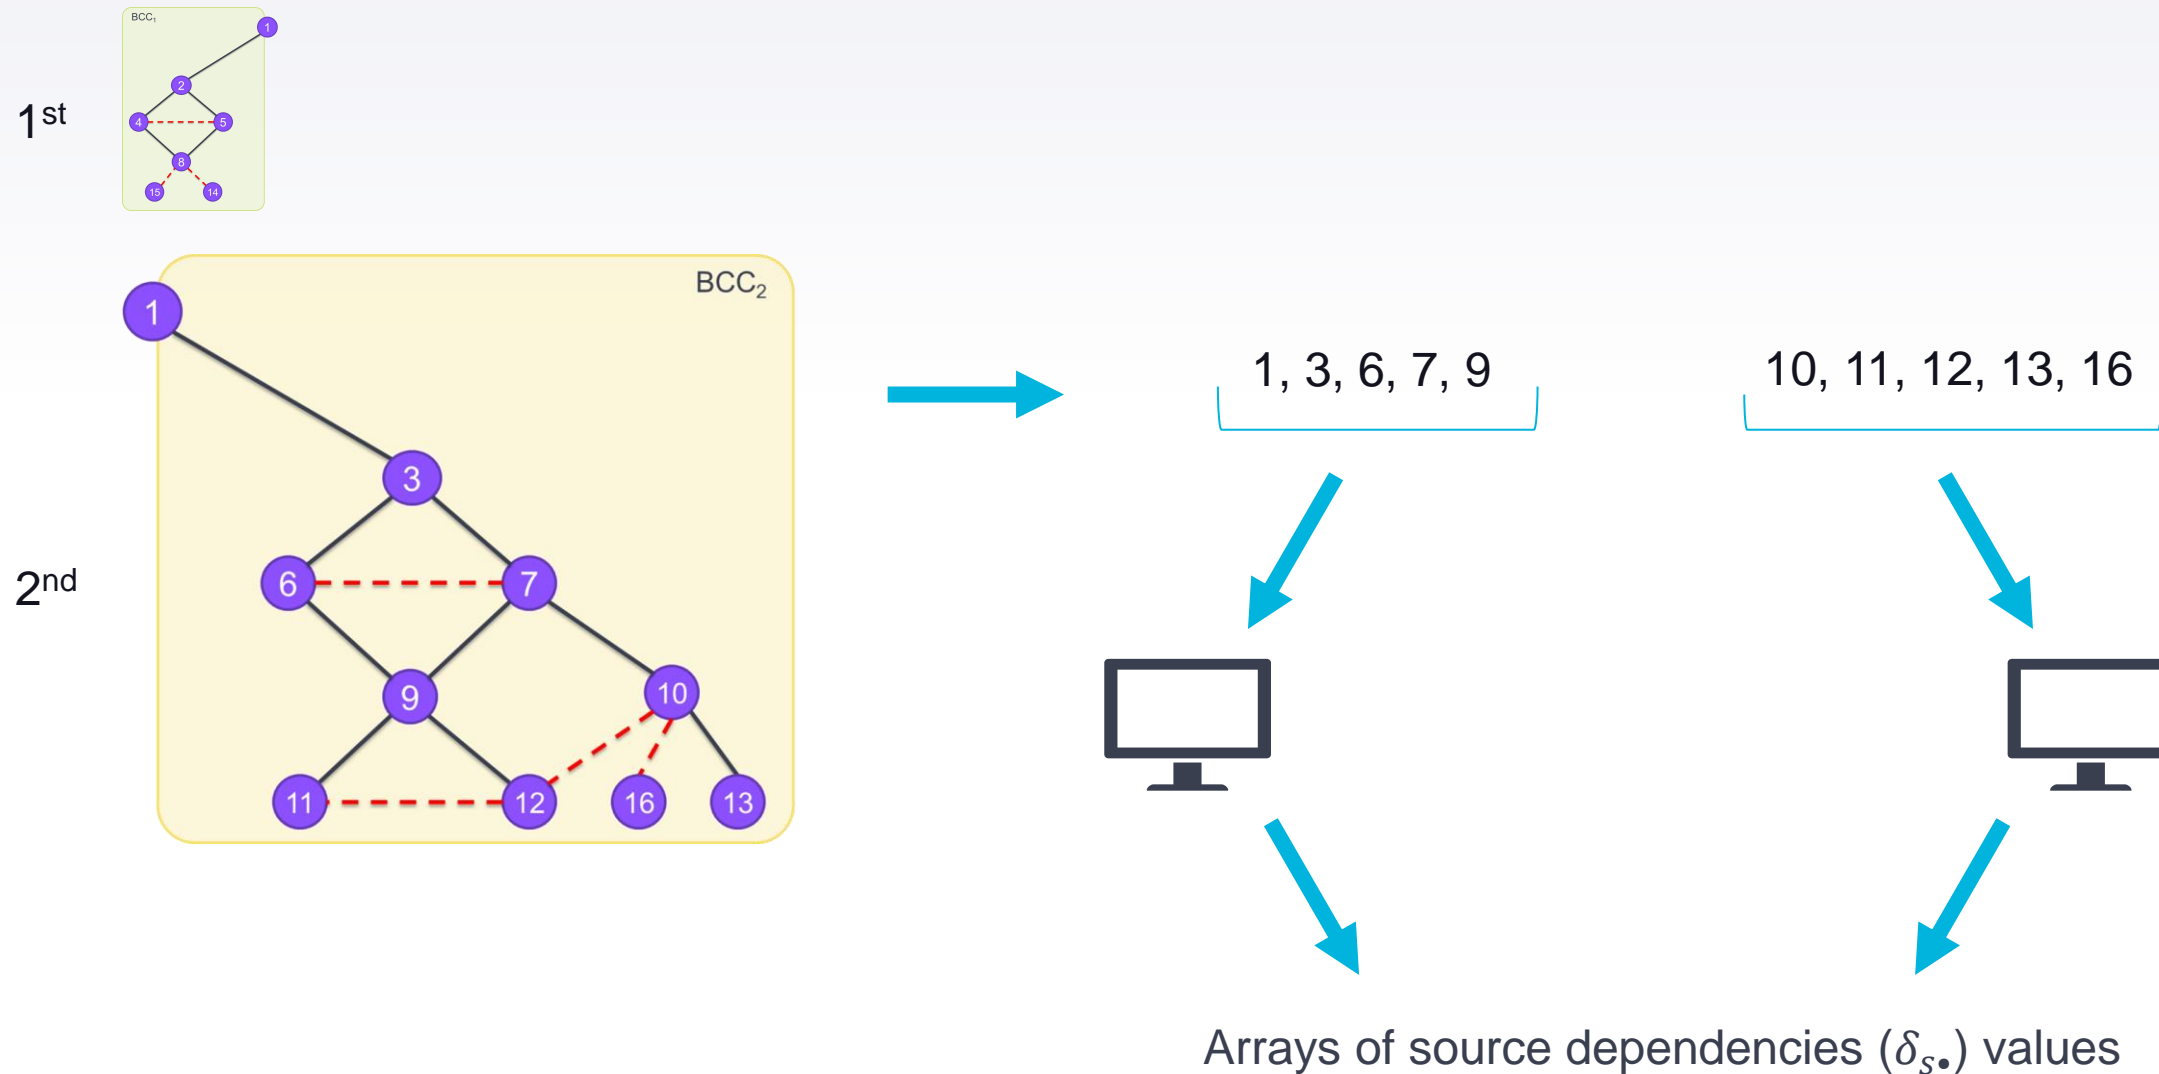 1st
BCC1
1
2
4 5
8
15 14
2nd
BCC2
1
3
6 7
9 10
11 12 16 13
1, 3, 6, 7, 9
10, 11, 12, 13, 16
Arrays of source dependencies (δs•) values